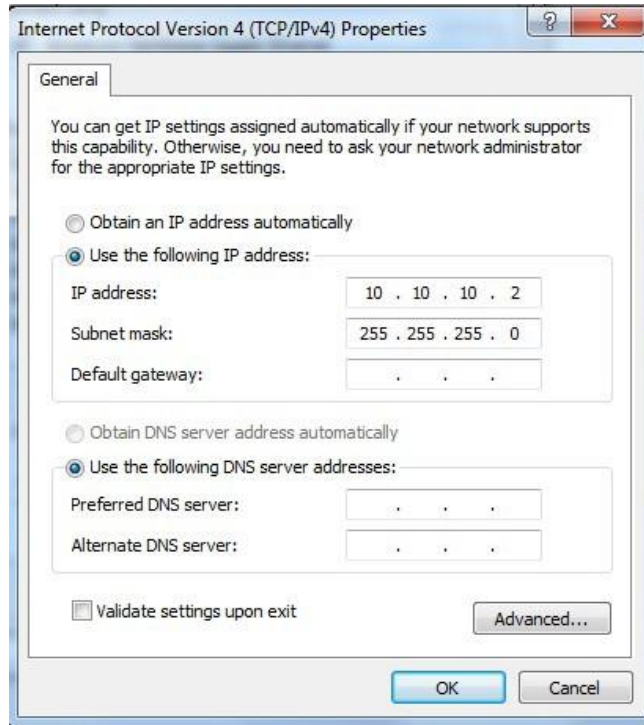 Internet Protocol Version 4 (TCP/IPv4) Properties
General
You can get IP settings assigned automatically if your network supports
this capability. Otherwise, you need to ask your network administrator
for the appropriate IP settings.
Obtain an IP address automatically
Use the following IP address:
IP address: 10 . 10 . 10 . 2
Subnet mask: 255 . 255 . 255 . 0
Default gateway: . . .
Obtain DNS server address automatically
Use the following DNS server addresses:
Preferred DNS server: . . .
Alternate DNS server: . . .
Validate settings upon exit
Advanced...
OK Cancel